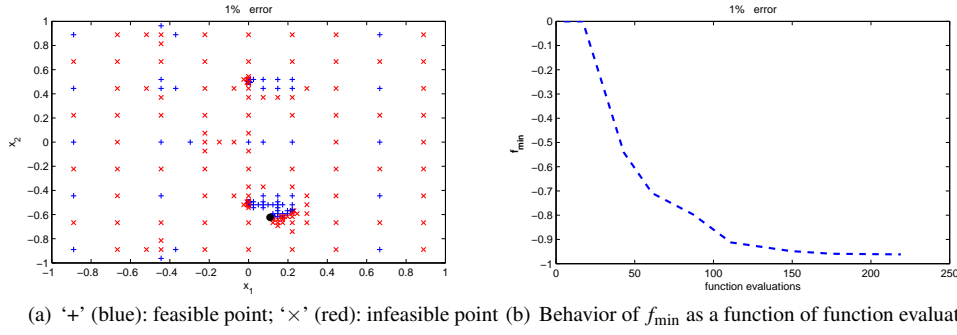 1% error
1
0.8
0.6
0.4
0.2
0
−0.2
−0.4
−0.6
−0.8
−1
x2
−1 −0.8 −0.6 −0.4 −0.2 0 0.2 0.4 0.6 0.8 1
x1
1% error
0
−0.1
−0.2
−0.3
−0.4
−0.5
−0.6
−0.7
−0.8
−0.9
−1
fmin
0 50 100 150 200 250
function evaluations
(a) ‘+’ (blue): feasible point; ‘×’ (red): infeasible point (b) Behavior of fmin as a function of function evaluat